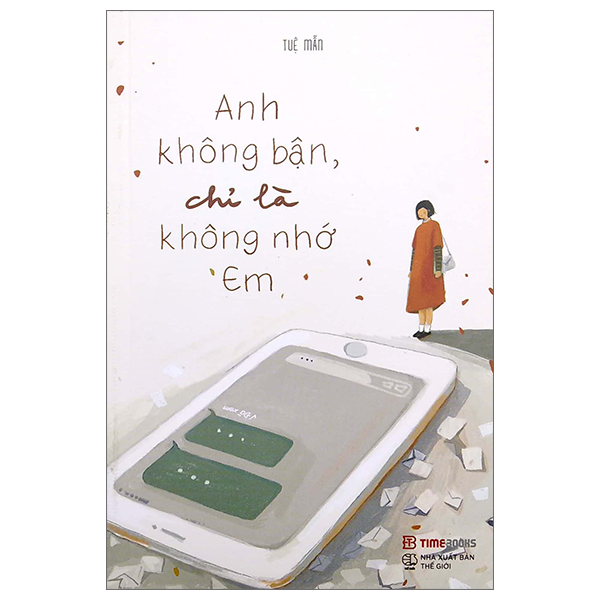 TUỆ MẪN
Anh
không bận,
chỉ là
không nhớ
Em
TIMEBOOKS
NHÀ XUẤT BẢN
THẾ GIỚI